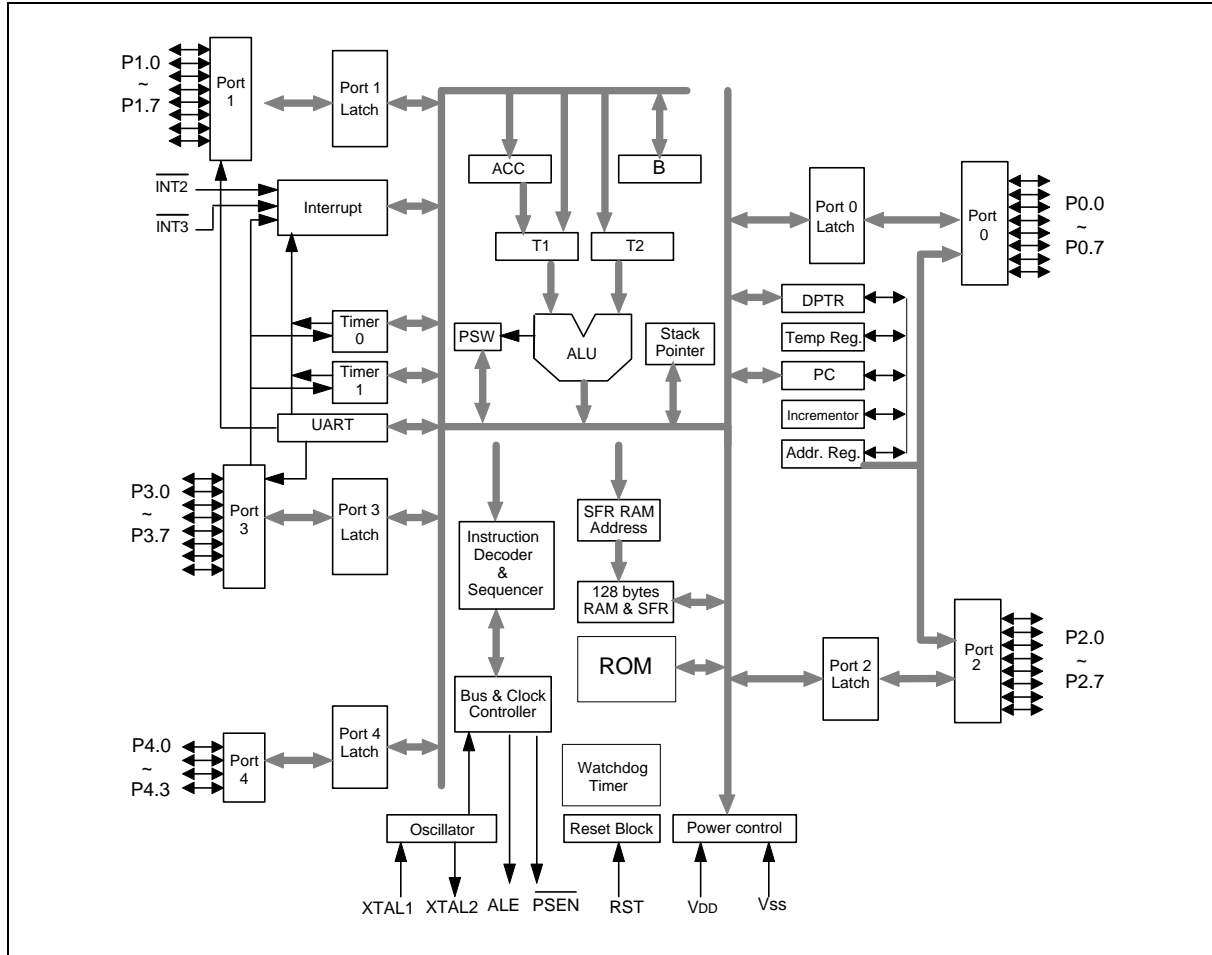 P1.0
~
P1.7
Port
1
Port 1
Latch
ACC
B
INT2
INT3
Interrupt
T1
T2
Port 0
Latch
Port
0
P0.0
~
P0.7
DPTR
Temp Reg.
PC
Incrementor
Addr. Reg.
Timer
0
Timer
1
UART
PSW
ALU
Stack
Pointer
P3.0
~
P3.7
Port
3
Port 3
Latch
Instruction
Decoder
&
Sequencer
SFR RAM
Address
128 bytes
RAM & SFR
ROM
Port 2
Latch
Port
2
P2.0
~
P2.7
Bus & Clock
Controller
P4.0
~
P4.3
Port
4
Port 4
Latch
Watchdog
Timer
Oscillator
Reset Block
Power control
XTAL1
XTAL2
ALE
PSEN
RST
VDD
Vss